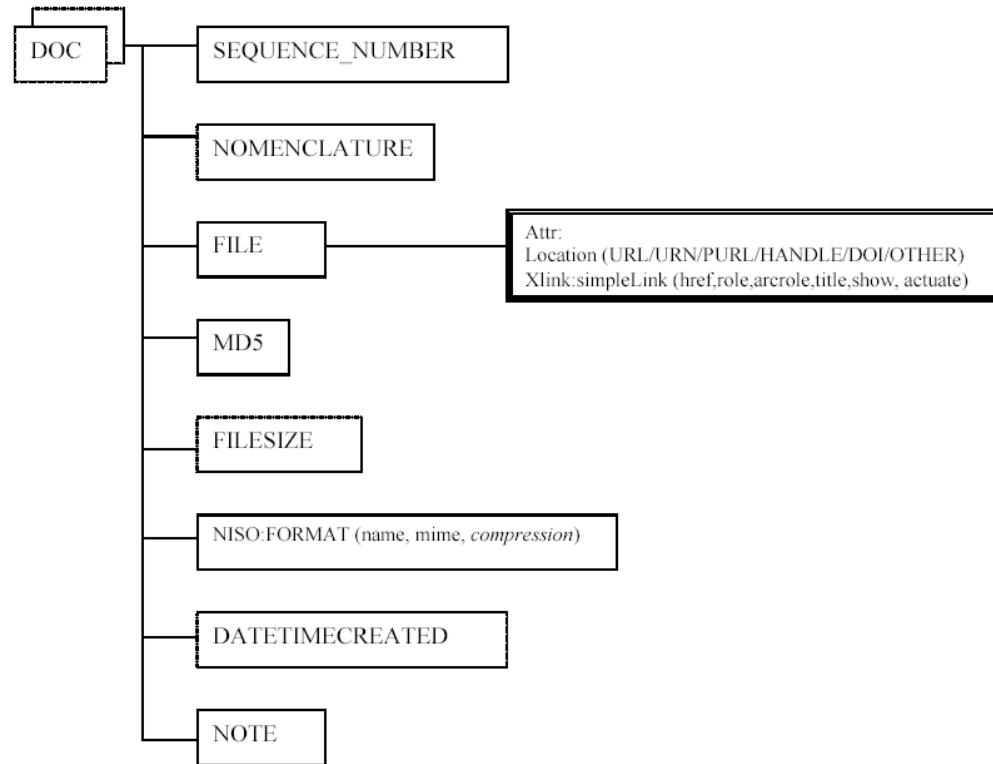 DOC
SEQUENCE_NUMBER
NOMENCLATURE
FILE
Attr:
Location (URL/URN/PURL/HANDLE/DOI/OTHER)
Xlink:simpleLink (href,role,arcrole,title,show, actuate)
MD5
FILESIZE
NISO:FORMAT (name, mime, compression)
DATETIMECREATED
NOTE